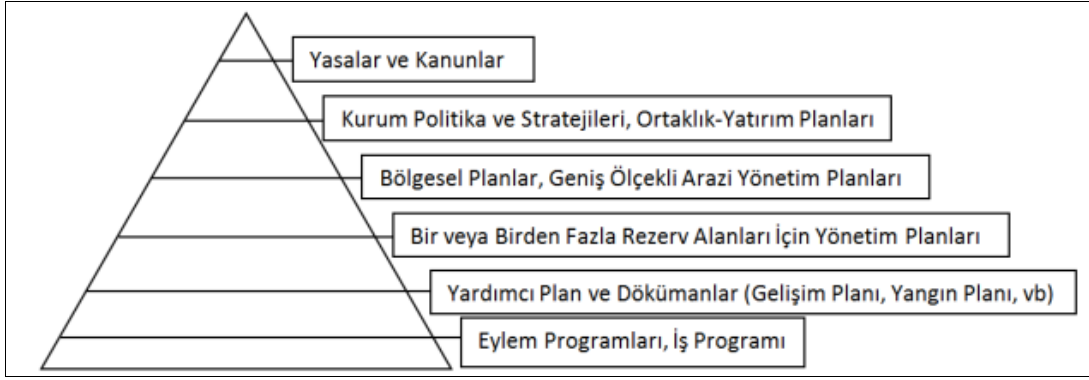 Yasalar ve Kanunlar
Kurum Politika ve Stratejileri, Ortaklık-Yatırım Planları
Bölgesel Planlar, Geniş Ölçekli Arazi Yönetim Planları
Bir veya Birden Fazla Rezerv Alanları İçin Yönetim Planları
Yardımcı Plan ve Dökümanlar (Gelişim Planı, Yangın Planı, vb)
Eylem Programları, İş Programı